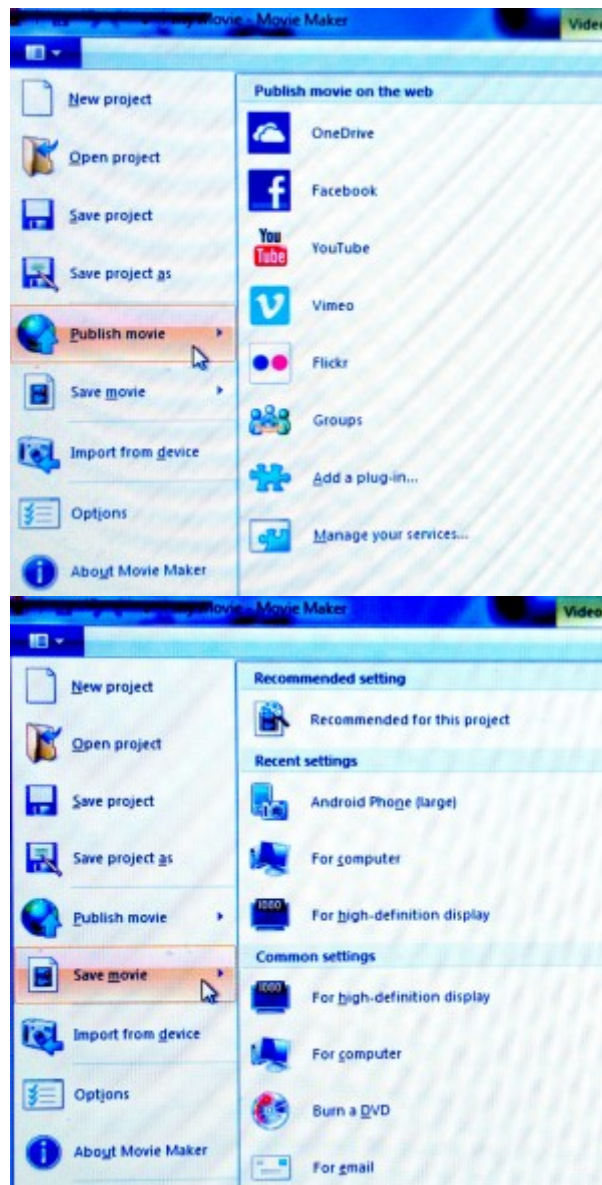 Movie - Movie Maker
Video
New project
Open project
Save project
Save project as
Publish movie
Save movie
Import from device
Options
About Movie Maker
Publish movie on the web
OneDrive
Facebook
You
Tube
YouTube
Vimeo
Flickr
Groups
Add a plug-in...
Manage your services...
Movie - Movie Maker
Video
New project
Open project
Save project
Save project as
Publish movie
Save movie
Import from device
Options
About Movie Maker
Recommended setting
Recommended for this project
Recent settings
Android Phone (large)
For computer
1080
For high-definition display
Common settings
1080
For high-definition display
For computer
Burn a DVD
For email